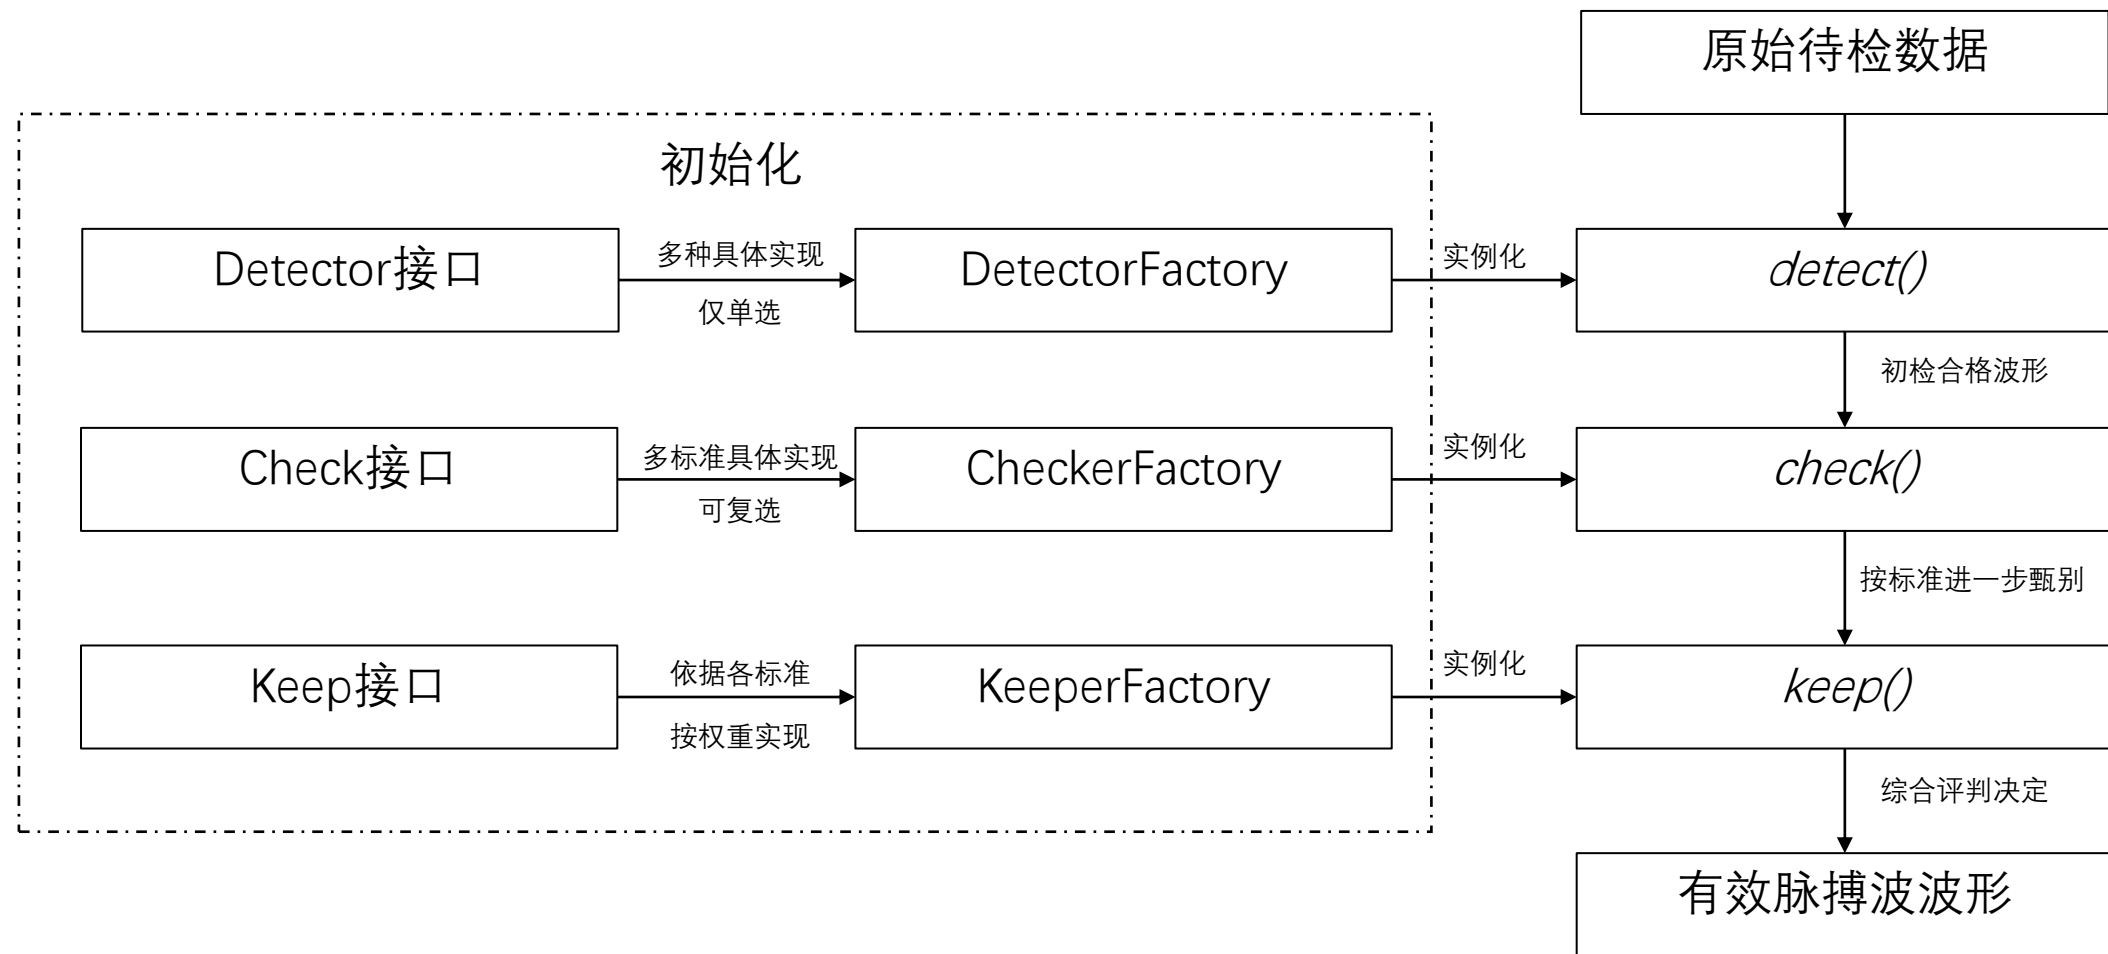 原始待检数据
初始化
Detector接口
多种具体实现
仅单选
DetectorFactory
实例化
detect()
初检合格波形
Check接口
多标准具体实现
可复选
CheckerFactory
实例化
check()
按标准进一步甄别
Keep接口
依据各标准
按权重实现
KeeperFactory
实例化
keep()
综合评判决定
有效脉搏波波形